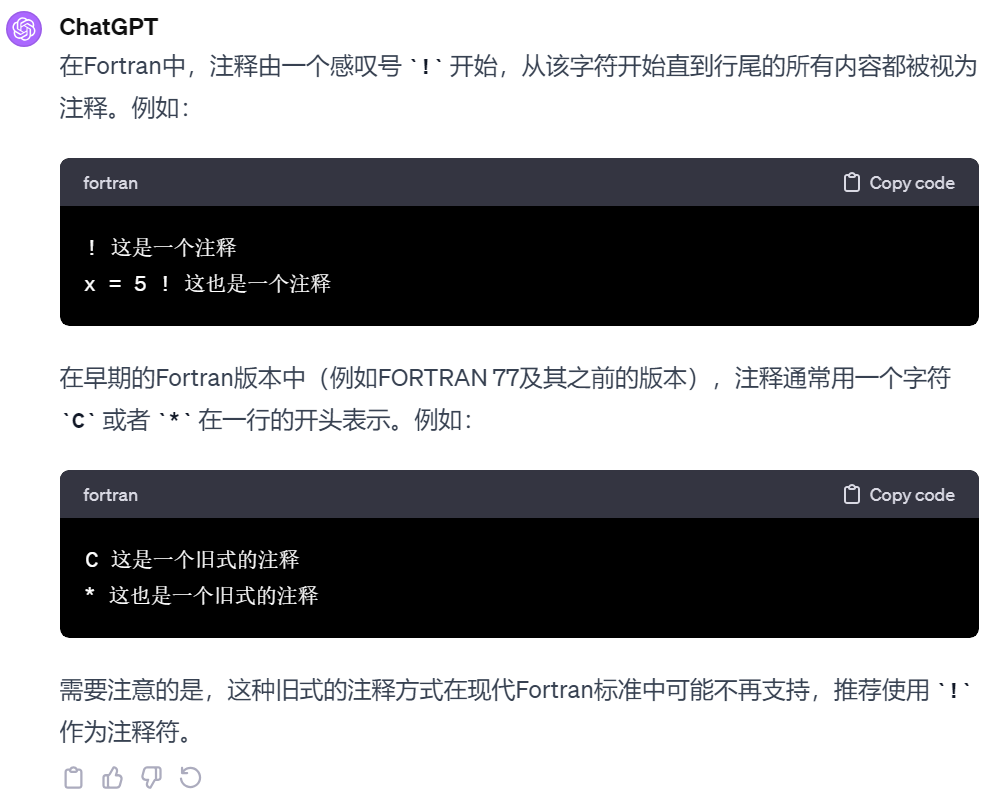 ChatGPT
在Fortran中，注释由一个感叹号 `!` 开始，从该字符开始直到行尾的所有内容都被视为
注释。例如：
fortran
Copy code
! 这是一个注释
x = 5 ! 这也是一个注释
在早期的Fortran版本中（例如FORTRAN 77及其之前的版本），注释通常用一个字符
`C` 或者 `*` 在一行的开头表示。例如：
fortran
Copy code
C 这是一个旧式的注释
* 这也是一个旧式的注释
需要注意的是，这种旧式的注释方式在现代Fortran标准中可能不再支持，推荐使用 `!`
作为注释符。